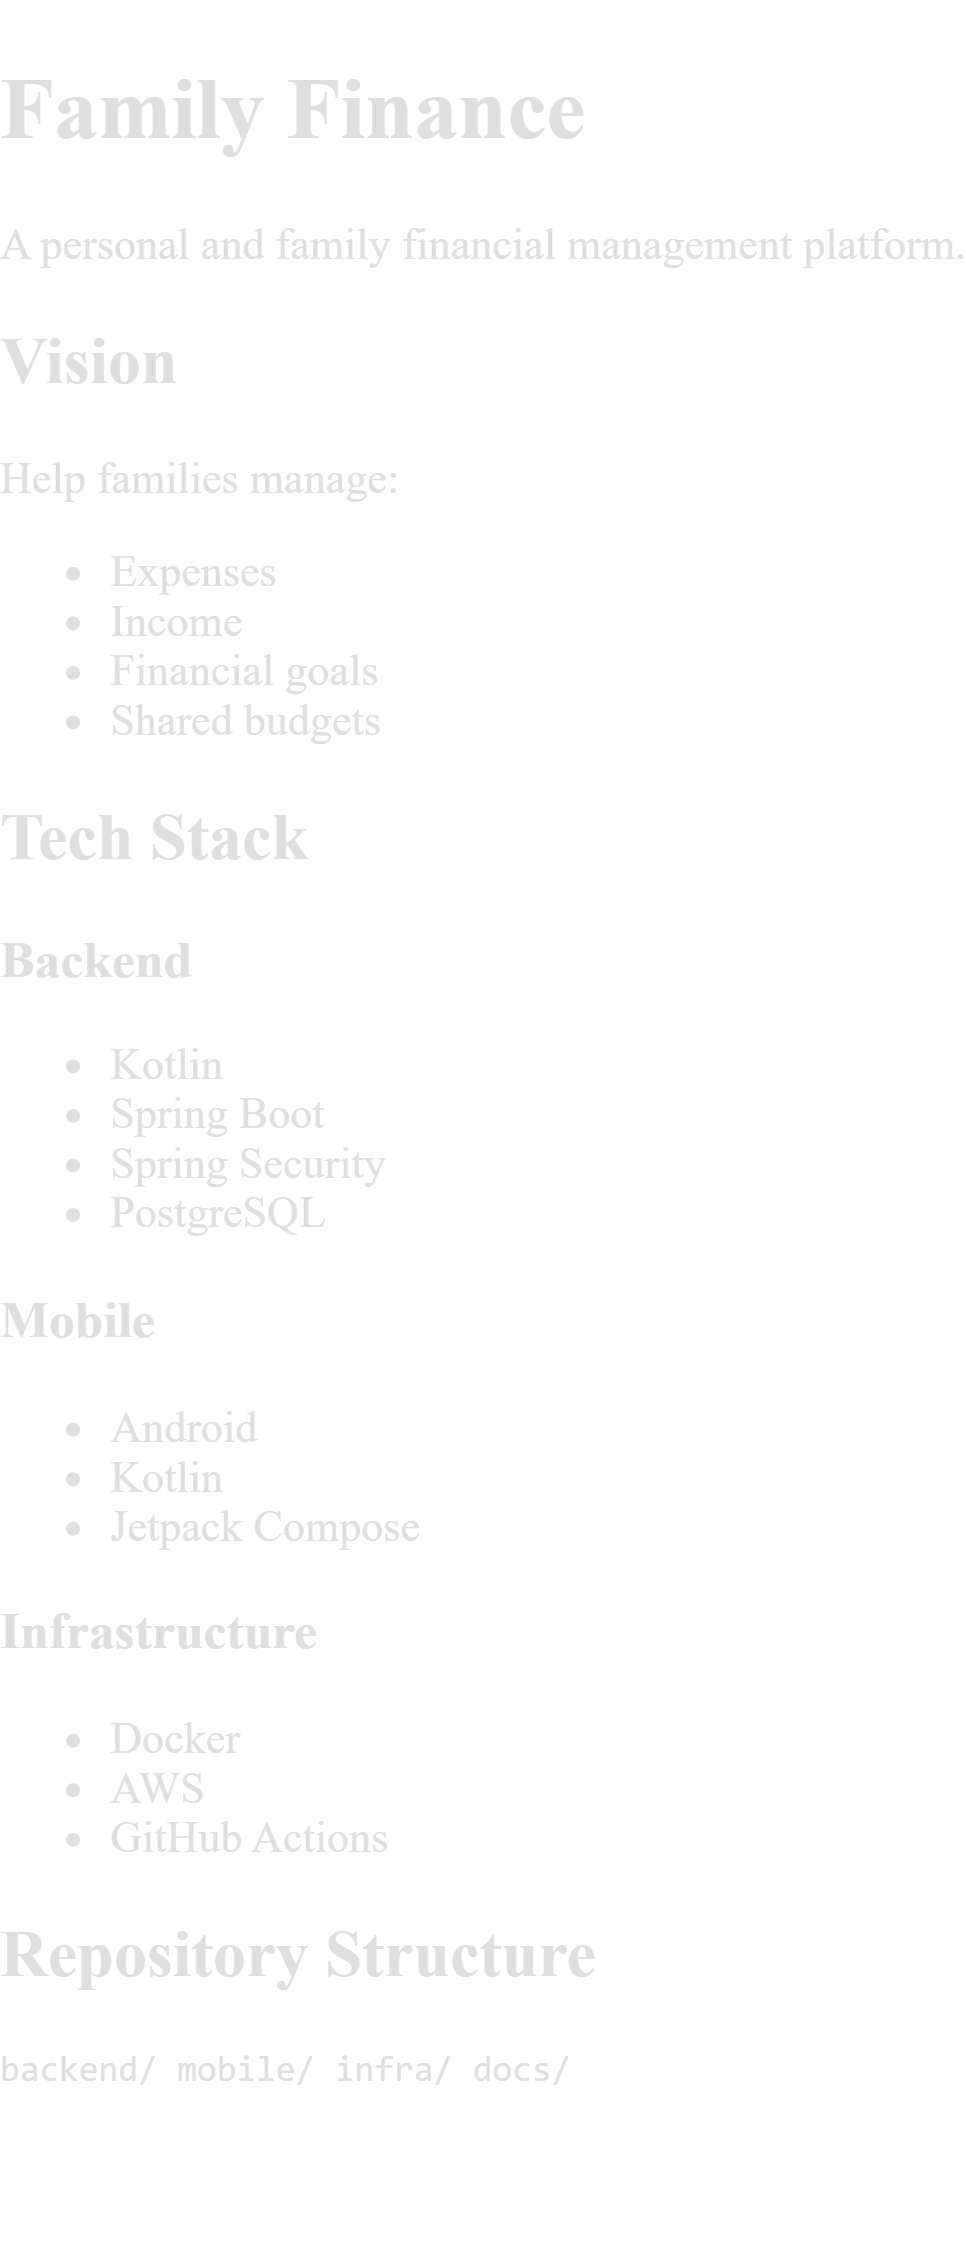 Family Finance
A personal and family financial management platform.
Vision
Help families manage:
• Expenses
• Income
• Financial goals
• Shared budgets
Tech Stack
Backend
• Kotlin
• Spring Boot
• Spring Security
• PostgreSQL
Mobile
• Android
• Kotlin
• Jetpack Compose
Infrastructure
• Docker
• AWS
• GitHub Actions
Repository Structure
backend/ mobile/ infra/ docs/